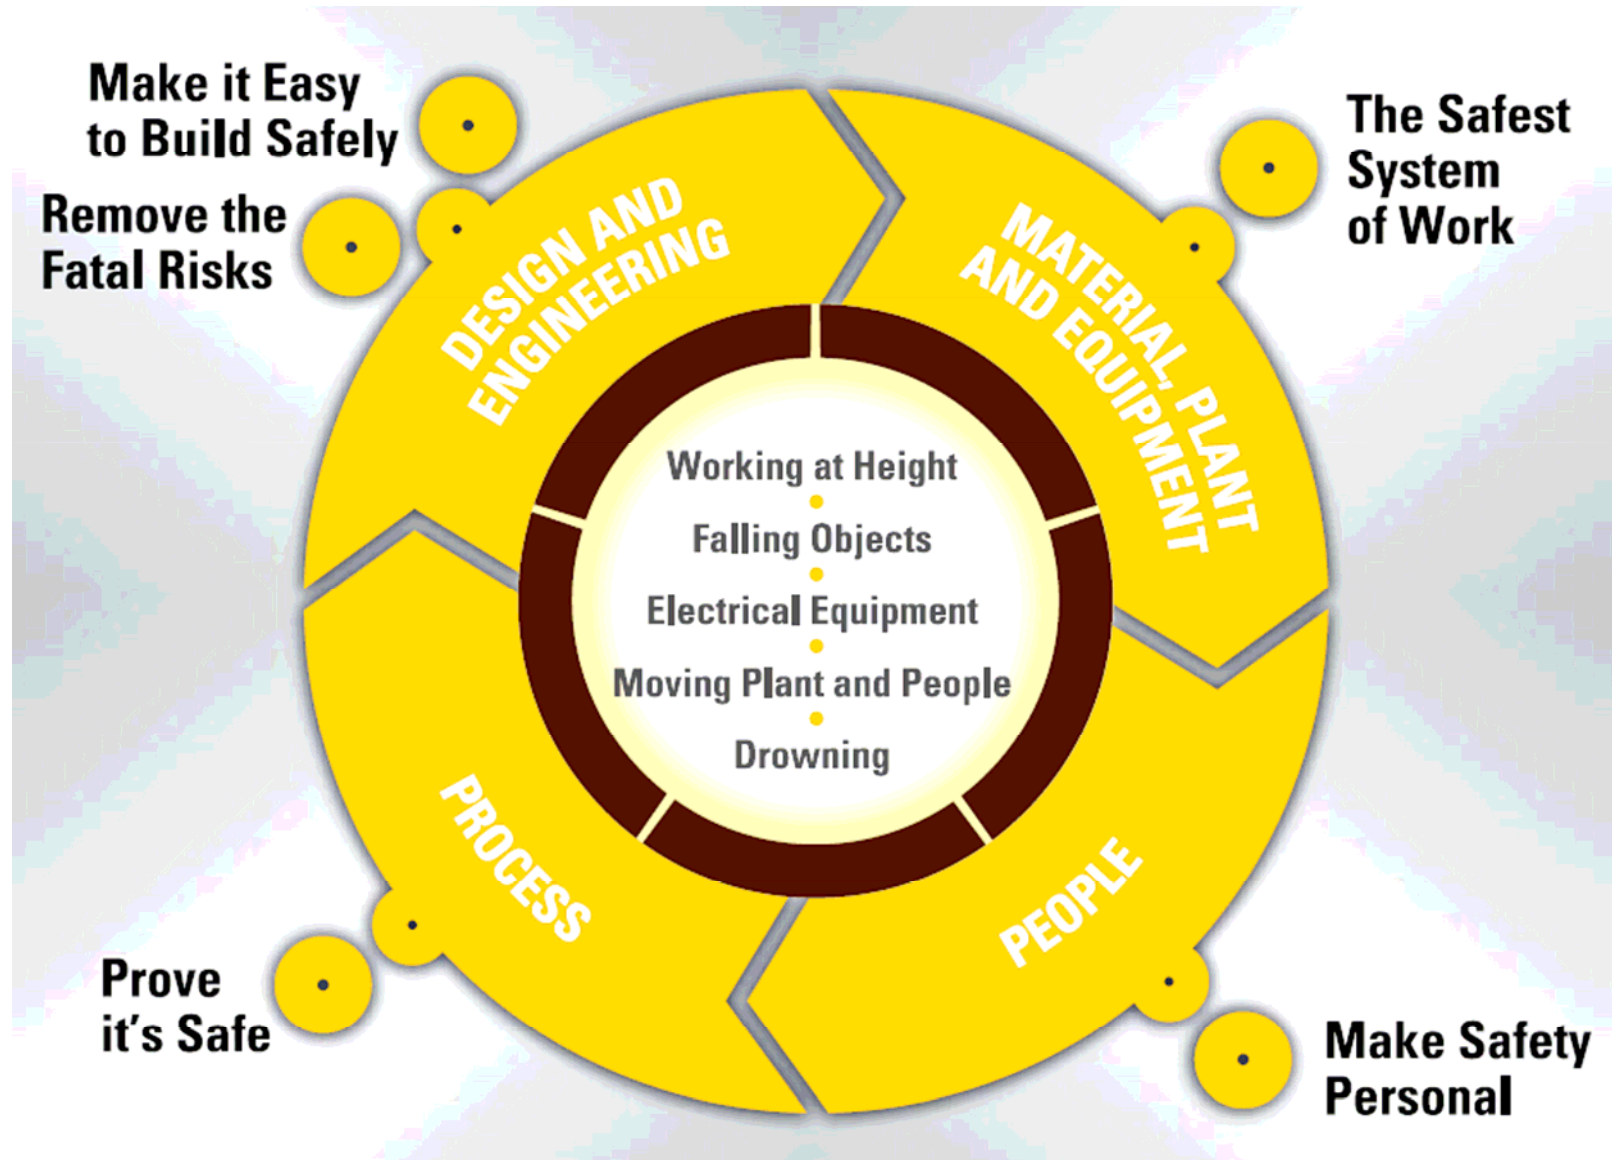 Make it Easy
to Build Safely
Remove the
Fatal Risks
DESIGN AND
ENGINEERING
The Safest
System
of Work
MATERIAL, PLANT
AND EQUIPMENT
Working at Height
Falling Objects
Electrical Equipment
Moving Plant and People
Drowning
PROCESS
PEOPLE
Prove
it's Safe
Make Safety
Personal